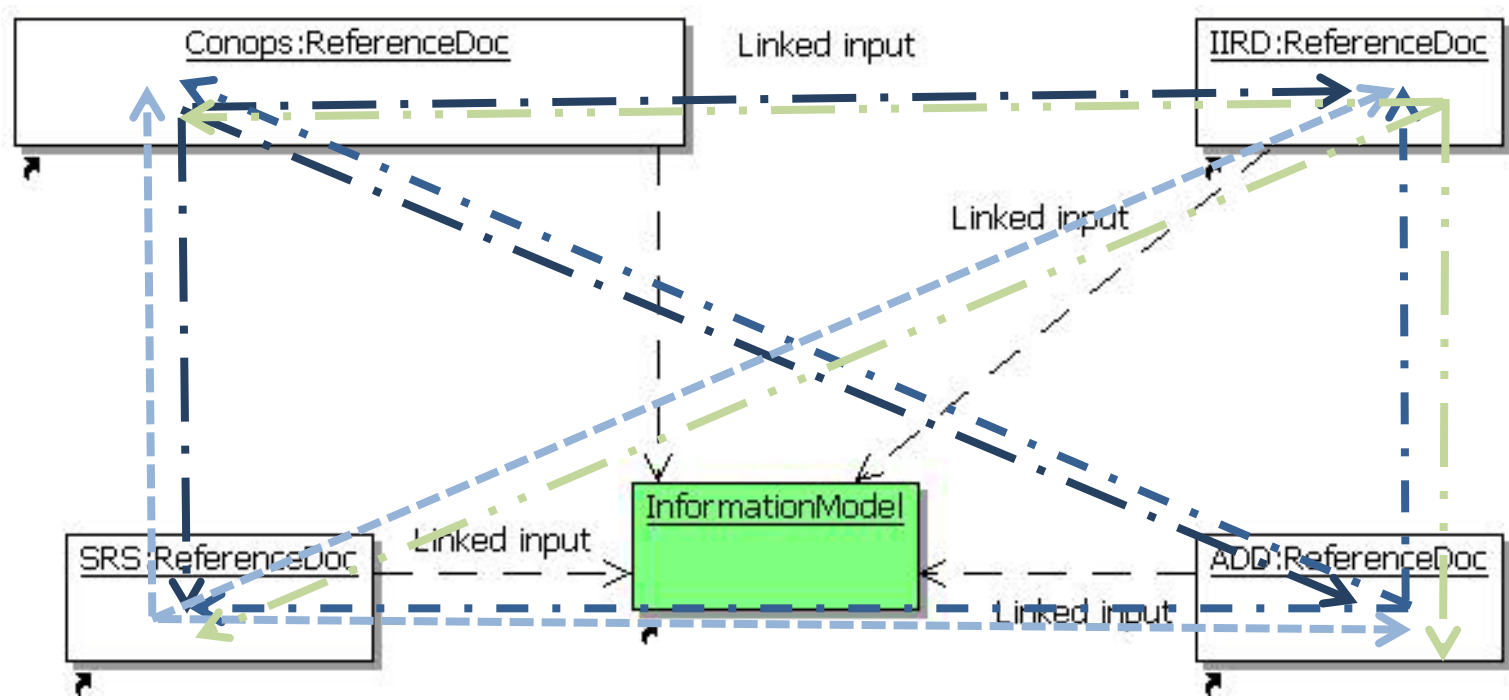 Conops:ReferenceDoc
Linked input
IIRD:ReferenceDoc
Linked input
InformationModel
SRS:ReferenceDoc
Linked input
ADD:ReferenceDoc
Linked input